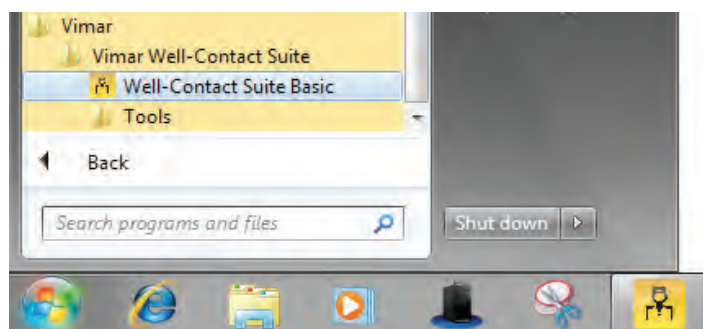 Vimar
Vimar Well-Contact Suite
Well-Contact Suite Basic
Tools
Back
Search programs and files
Shut down